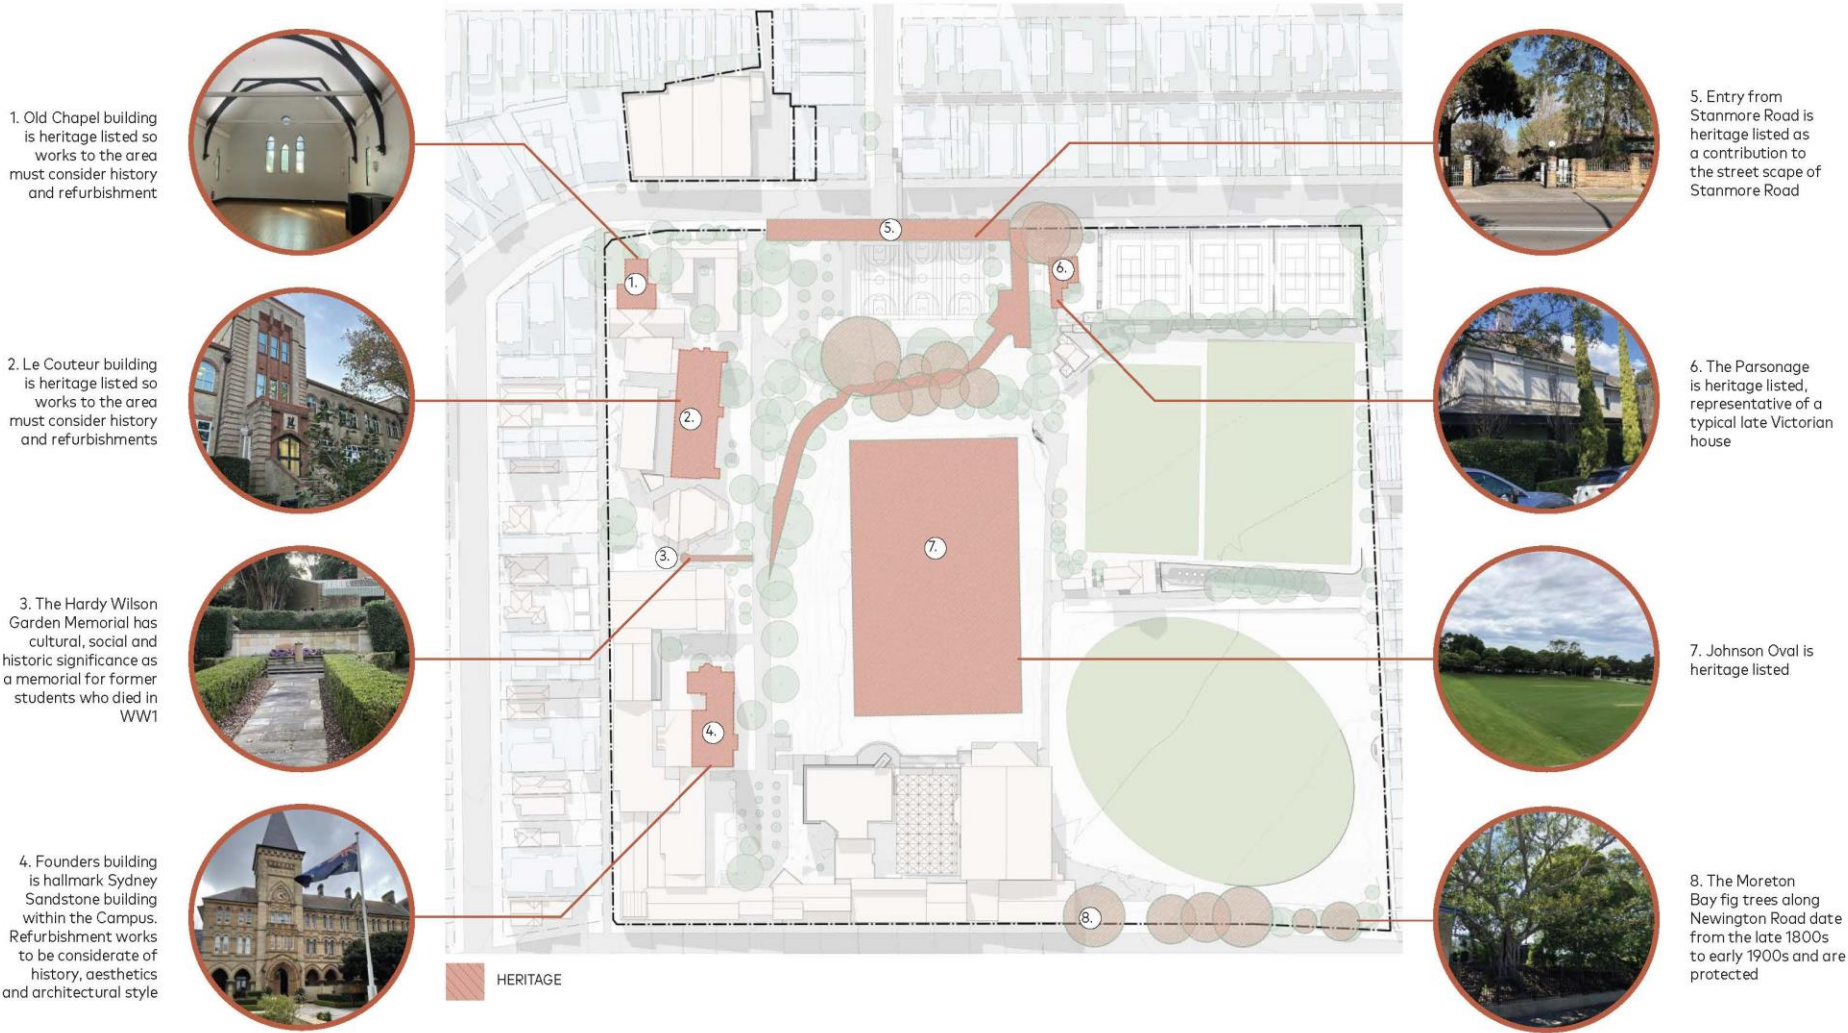 1. Old Chapel building
is heritage listed so
works to the area
must consider history
and refurbishment
2. Le Couteur building
is heritage listed so
works to the area
must consider history
and refurbishments
3. The Hardy Wilson
Garden Memorial has
cultural, social and
historic significance as
a memorial for former
students who died in
WW1
4. Founders building
is hallmark Sydney
Sandstone building
within the Campus.
Refurbishment works
to be considerate of
history, aesthetics
and architectural style
1.
2.
3.
4.
5.
6.
7.
8.
HERITAGE
5. Entry from
Stanmore Road is
heritage listed as
a contribution to
the street scape of
Stanmore Road
6. The Parsonage
is heritage listed,
representative of a
typical late Victorian
house
7. Johnson Oval is
heritage listed
8. The Moreton
Bay fig trees along
Newington Road date
from the late 1800s
to early 1900s and are
protected